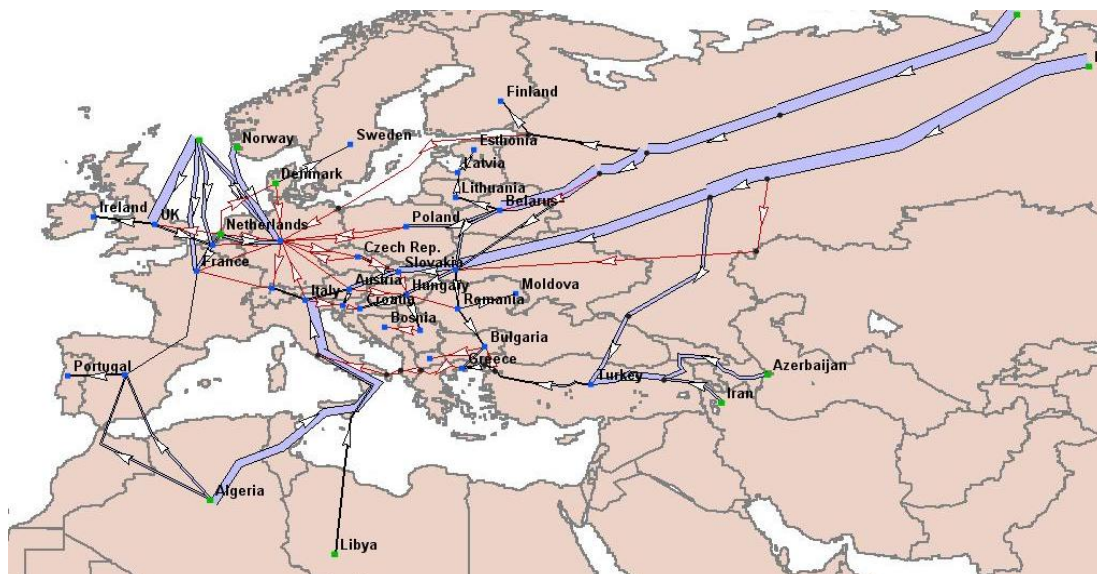 Finland
Norway
Sweden
Esthonia
Latvia
Denmark
Lithuania
Ireland
UK
Belarus
Netherlands
Poland
Czech Rep.
France
Slovakia
Austria
Hungary
Moldova
Italy
Croatia
Romania
Bosnia
Bulgaria
Greece
Portugal
Turkey
Azerbaijan
Iran
Algeria
Libya